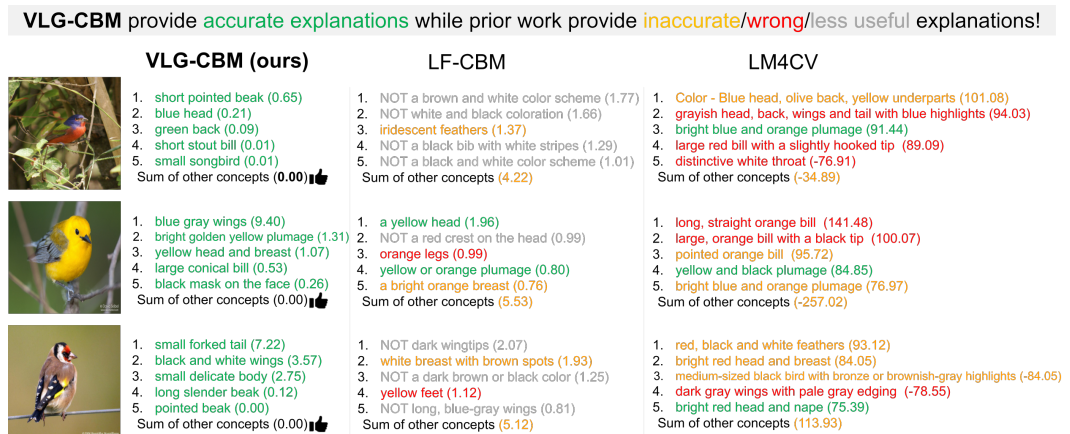 VLG-CBM provide accurate explanations while prior work provide inaccurate/wrong/less useful explanations!
VLG-CBM (ours)
1. short pointed beak (0.65)
2. blue head (0.21)
3. green back (0.09)
4. short stout bill (0.01)
5. small songbird (0.01)
Sum of other concepts (0.00)
1. blue gray wings (9.40)
2. bright golden yellow plumage (1.31)
3. yellow head and breast (1.07)
4. large conical bill (0.53)
5. black mask on the face (0.26)
Sum of other concepts (0.00)
1. small forked tail (7.22)
2. black and white wings (3.57)
3. small delicate body (2.75)
4. long slender beak (0.12)
5. pointed beak (0.00)
Sum of other concepts (0.00)
LF-CBM
1. NOT a brown and white color scheme (1.77)
2. NOT white and black coloration (1.66)
3. iridescent feathers (1.37)
4. NOT a black bib with white stripes (1.29)
5. NOT a black and white color scheme (1.01)
Sum of other concepts (4.22)
1. a yellow head (1.96)
2. NOT a red crest on the head (0.99)
3. orange legs (0.99)
4. yellow or orange plumage (0.80)
5. a bright orange breast (0.76)
Sum of other concepts (5.53)
1. NOT dark wingtips (2.07)
2. white breast with brown spots (1.93)
3. NOT a dark brown or black color (1.25)
4. yellow feet (1.12)
5. NOT long, blue-gray wings (0.81)
Sum of other concepts (5.12)
LM4CV
1. Color - Blue head, olive back, yellow underparts (101.08)
2. grayish head, back, wings and tail with blue highlights (94.03)
3. bright blue and orange plumage (91.44)
4. large red bill with a slightly hooked tip (89.09)
5. distinctive white throat (-76.91)
Sum of other concepts (-34.89)
1. long, straight orange bill (141.48)
2. large, orange bill with a black tip (100.07)
3. pointed orange bill (95.72)
4. yellow and black plumage (84.85)
5. bright blue and orange plumage (76.97)
Sum of other concepts (-257.02)
1. red, black and white feathers (93.12)
2. bright red head and breast (84.05)
3. medium-sized black bird with bronze or brownish-gray highlights (-84.05)
4. dark gray wings with pale gray edging (-78.55)
5. bright red head and nape (75.39)
Sum of other concepts (113.93)